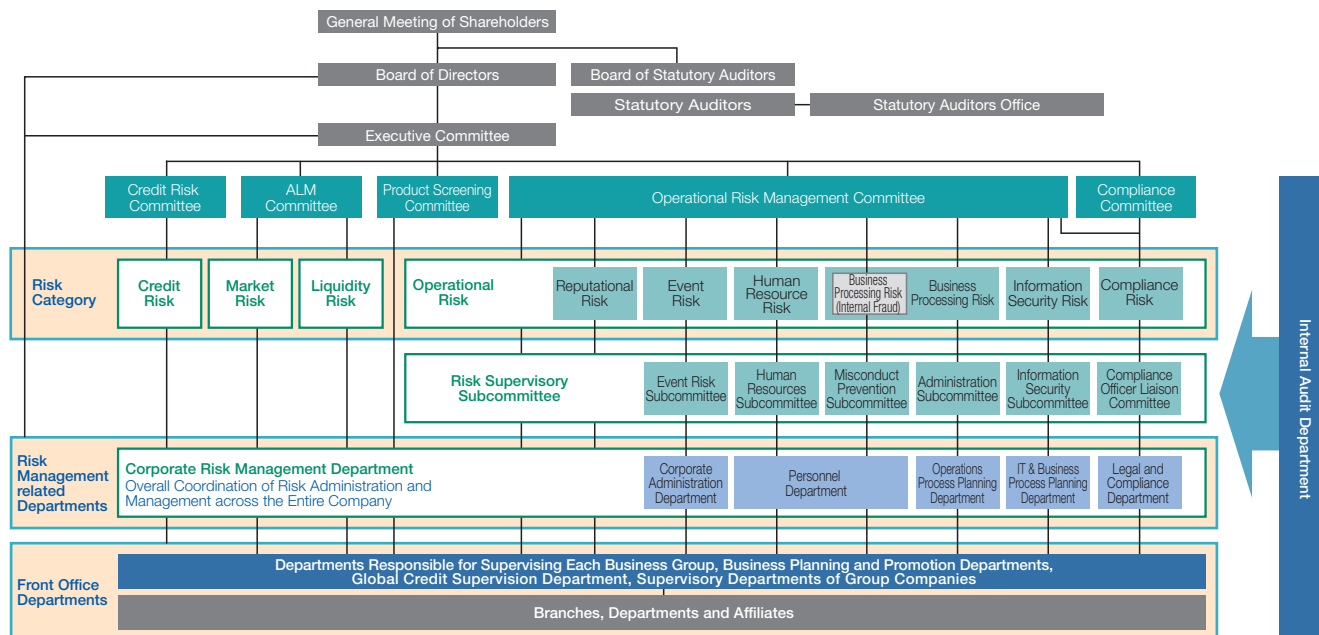 General Meeting of Shareholders
Board of Directors
Board of Statutory Auditors
Statutory Auditors
Statutory Auditors Office
Executive Committee
Credit Risk
Committee
ALM
Committee
Product Screening
Committee
Operational Risk Management Committee
Compliance
Committee
Risk
Category
Credit
Risk
Market
Risk
Liquidity
Risk
Operational
Risk
Reputational
Risk
Event
Risk
Human
Resource
Risk
Business
Processing Risk
(Internal Fraud)
Business
Processing Risk
Information
Security Risk
Compliance
Risk
Risk Supervisory
Subcommittee
Event Risk
Subcommittee
Human
Resources
Subcommittee
Misconduct
Prevention
Subcommittee
Administration
Subcommittee
Information
Security
Subcommittee
Compliance
Officer Liaison
Committee
Risk
Management
related
Departments
Corporate Risk Management Department
Overall Coordination of Risk Administration and
Management across the Entire Company
Corporate
Administration
Department
Personnel
Department
Operations
Process Planning
Department
IT & Business
Process Planning
Department
Legal and
Compliance
Department
Front Office
Departments
Departments Responsible for Supervising Each Business Group, Business Planning and Promotion Departments,
Global Credit Supervision Department, Supervisory Departments of Group Companies
Branches, Departments and Affiliates
Internal Audit Department